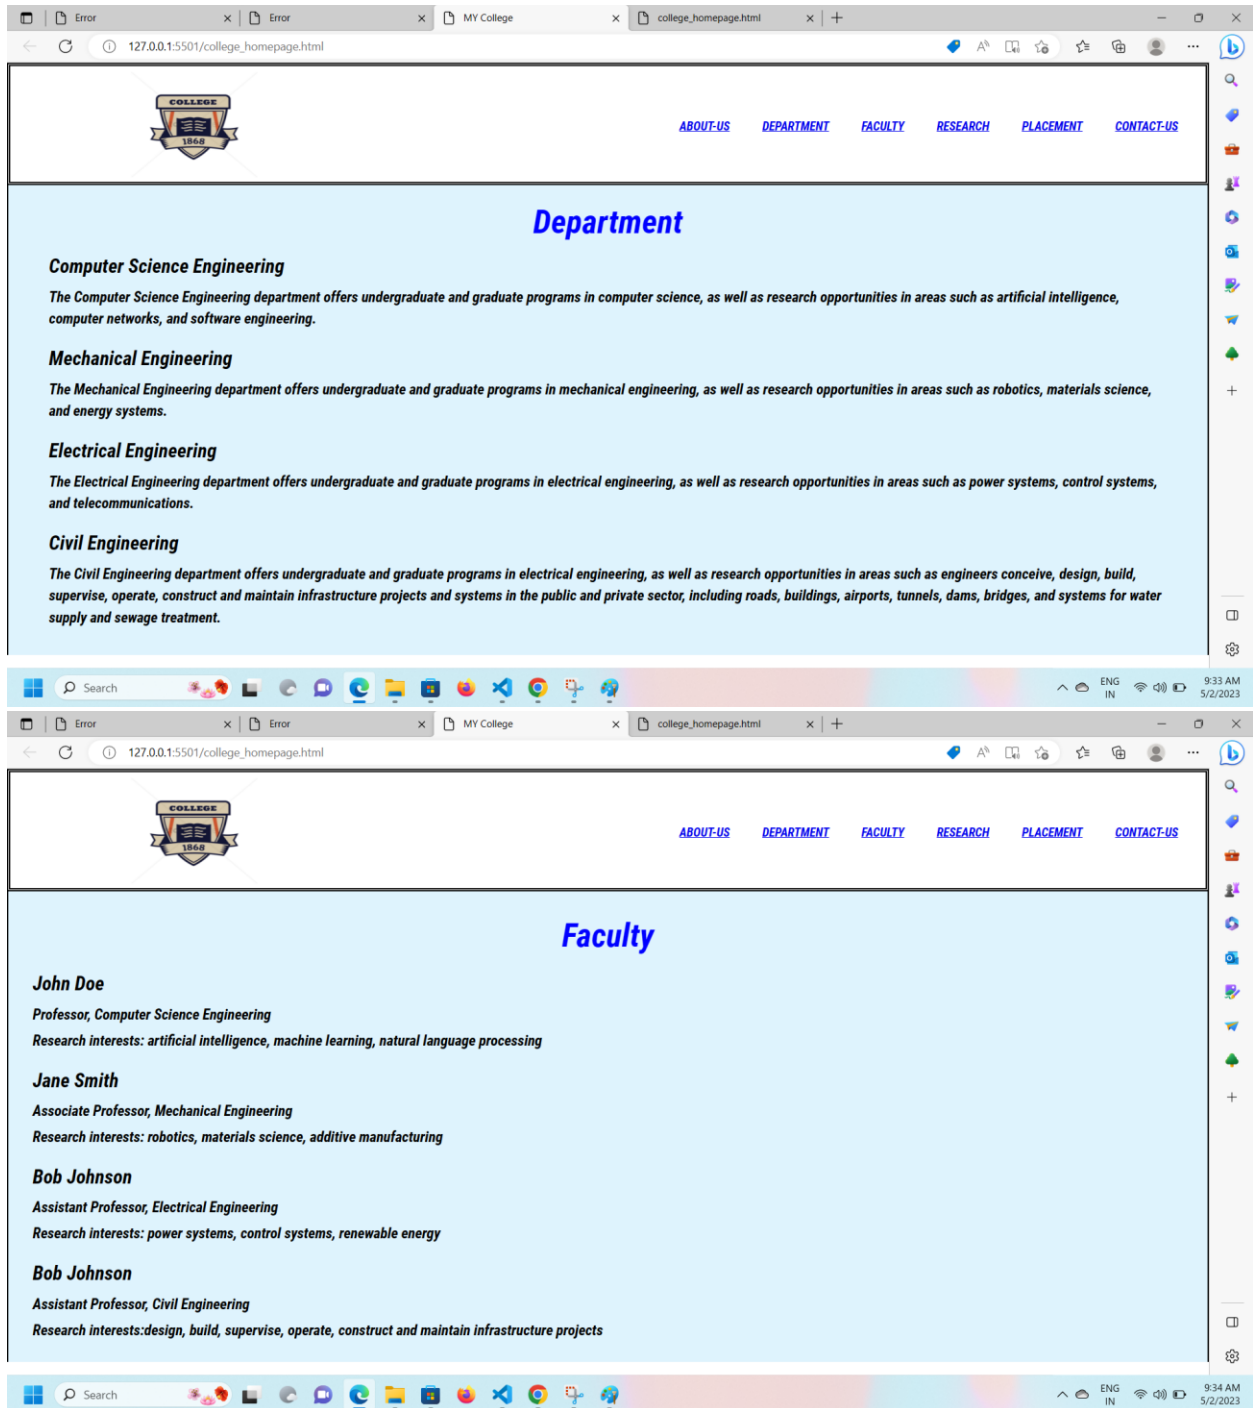 Error
Error
MY College
college_homepage.html
127.0.0.1:5501/college_homepage.html
COLLEGE
1868
ABOUT-US DEPARTMENT FACULTY RESEARCH PLACEMENT CONTACT-US
Department
Computer Science Engineering
The Computer Science Engineering department offers undergraduate and graduate programs in computer science, as well as research opportunities in areas such as artificial intelligence,
computer networks, and software engineering.
Mechanical Engineering
The Mechanical Engineering department offers undergraduate and graduate programs in mechanical engineering, as well as research opportunities in areas such as robotics, materials science,
and energy systems.
Electrical Engineering
The Electrical Engineering department offers undergraduate and graduate programs in electrical engineering, as well as research opportunities in areas such as power systems, control systems,
and telecommunications.
Civil Engineering
The Civil Engineering department offers undergraduate and graduate programs in electrical engineering, as well as research opportunities in areas such as engineers conceive, design, build,
supervise, operate, construct and maintain infrastructure projects and systems in the public and private sector, including roads, buildings, airports, tunnels, dams, bridges, and systems for water
supply and sewage treatment.
Search
ENG
IN
9:33 AM
5/2/2023
Error
Error
MY College
college_homepage.html
127.0.0.1:5501/college_homepage.html
COLLEGE
1868
ABOUT-US DEPARTMENT FACULTY RESEARCH PLACEMENT CONTACT-US
Faculty
John Doe
Professor, Computer Science Engineering
Research interests: artificial intelligence, machine learning, natural language processing
Jane Smith
Associate Professor, Mechanical Engineering
Research interests: robotics, materials science, additive manufacturing
Bob Johnson
Assistant Professor, Electrical Engineering
Research interests: power systems, control systems, renewable energy
Bob Johnson
Assistant Professor, Civil Engineering
Research interests:design, build, supervise, operate, construct and maintain infrastructure projects
Search
ENG
IN
9:34 AM
5/2/2023